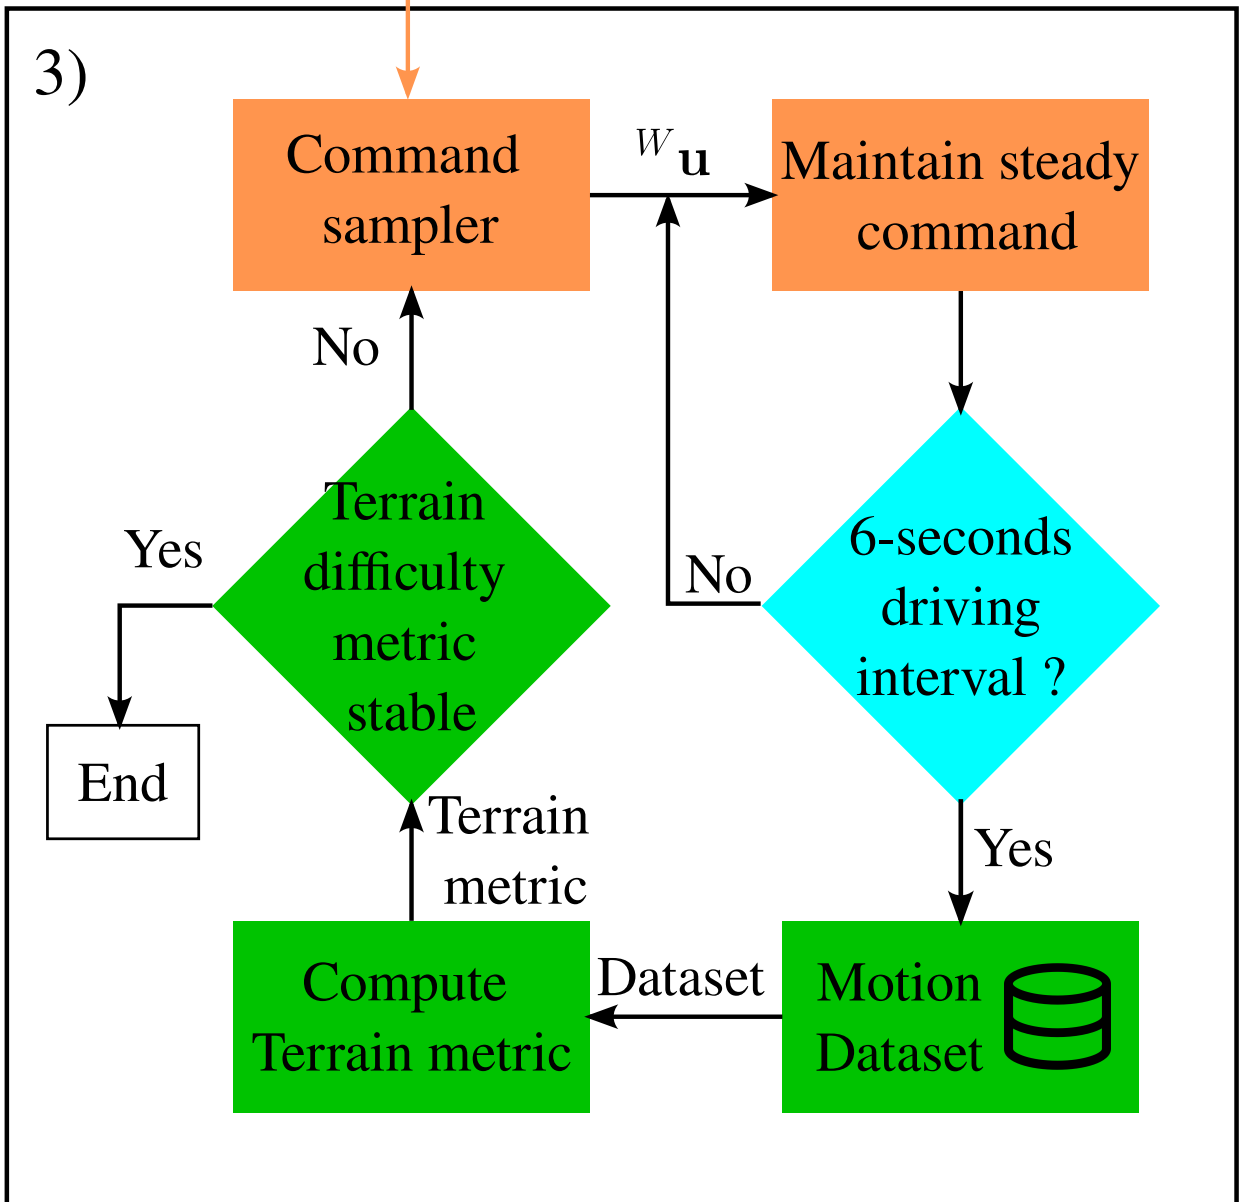 3)
Command
sampler
W u
Maintain steady
command
No
Terrain
difficulty
metric
stable
Yes
End
No
6-seconds
driving
interval ?
Yes
Terrain
metric
Compute
Terrain metric
Dataset
Motion
Dataset